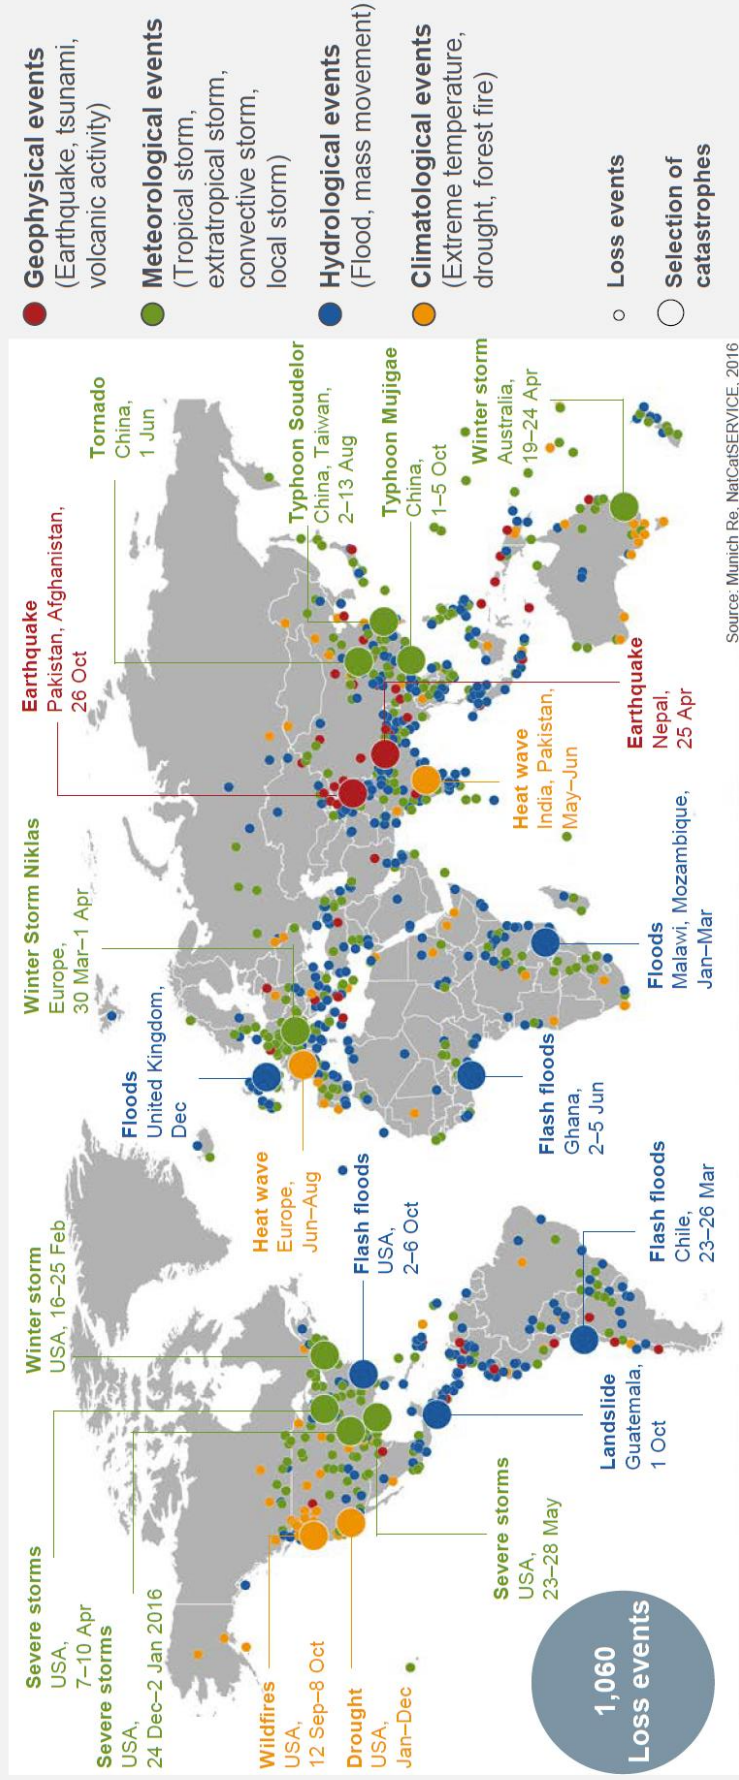 Severe storms
USA,
7–10 Apr
Severe storms
USA,
24 Dec–2 Jan 2016
Winter storm
USA, 16–25 Feb
Winter Storm Niklas
Europe,
30 Mar–1 Apr
Earthquake
Pakistan, Afghanistan,
26 Oct
Tornado
China,
1 Jun
Floods
United Kingdom,
Dec
Wildfires
USA,
12 Sep–8 Oct
Drought
USA,
Jan–Dec
Heat wave
Europe,
Jun–Aug
Flash floods
USA,
2–6 Oct
Typhoon Soudelor
China, Taiwan,
2–13 Aug
Typhoon Mujigae
China,
1–5 Oct
Winter storm
Australia,
19–24 Apr
Severe storms
USA,
23–28 May
Landslide
Guatemala,
1 Oct
Flash floods
Chile,
23–26 Mar
Flash floods
Ghana,
2–5 Jun
Floods
Malawi, Mozambique,
Jan–Mar
Heat wave
India, Pakistan,
May–Jun
Earthquake
Nepal,
25 Apr
1,060
Loss events
Geophysical events
(Earthquake, tsunami,
volcanic activity)
Meteorological events
(Tropical storm,
extratropical storm,
convective storm,
local storm)
Hydrological events
(Flood, mass movement)
Climatological events
(Extreme temperature,
drought, forest fire)
Loss events
Selection of
catastrophes
Source: Munich Re, NatCatSERVICE, 2016